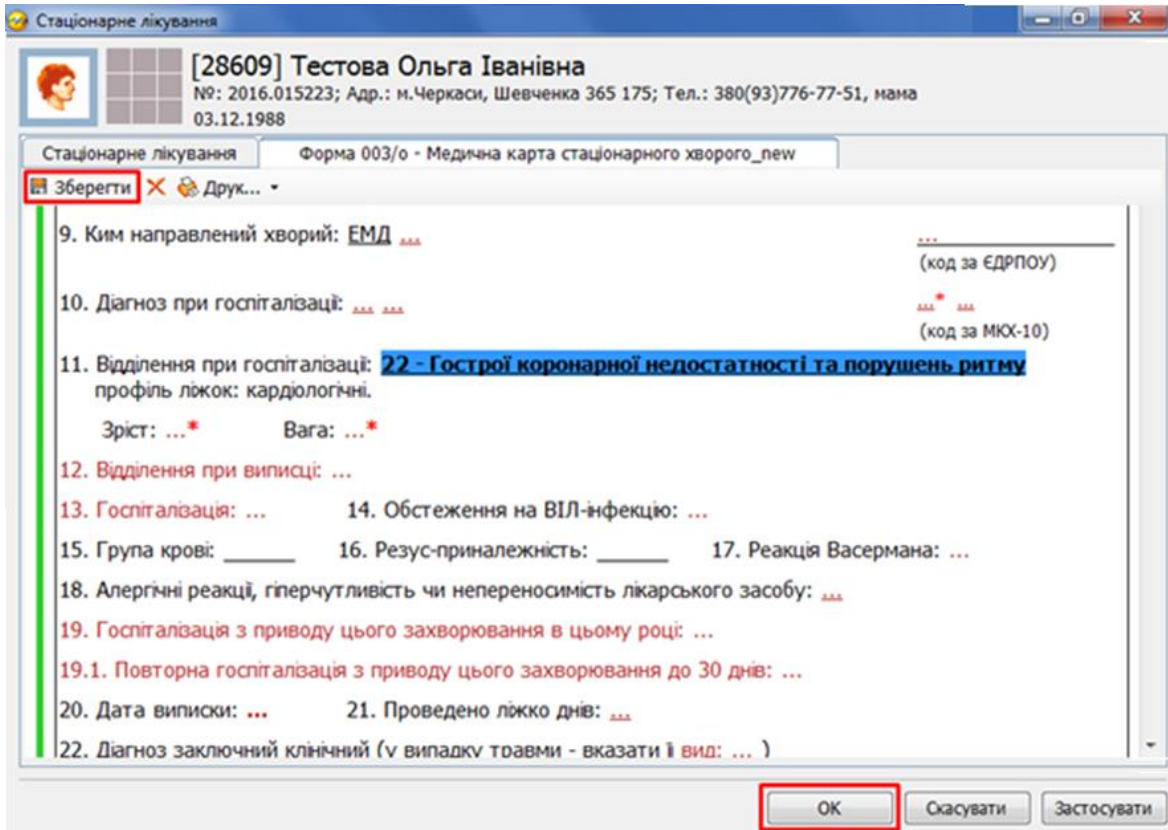 Стаціонарне лікування
[28609] Тестова Ольга Іванівна
№: 2016.015223; Адр.: м.Черкаси, Шевченка 365 175; Тел.: 380(93)776-77-51, мама
03.12.1988
Стаціонарне лікування Форма 003/о - Медична карта стаціонарного хворого_new
Зберегти Друк...
9. Ким направлений хворий: ЕМД ... ...
(код за ЄДРПОУ)
10. Діагноз при госпіталізації: ... ... ...* ...
(код за МКХ-10)
11. Відділення при госпіталізації: 22 - Гострої коронарної недостатності та порушень ритму
профіль ліжок: кардіологічні.
Зріст: ...* Вага: ...*
12. Відділення при виписці: ...
13. Госпіталізація: ... 14. Обстеження на ВІЛ-інфекцію: ...
15. Група крові: ______ 16. Резус-приналежність: ______ 17. Реакція Васермана: ...
18. Алергічні реакції, гіперчутливість чи непереносимість лікарського засобу: ...
19. Госпіталізація з приводу цього захворювання в цьому році: ...
19.1. Повторна госпіталізація з приводу цього захворювання до 30 днів: ...
20. Дата виписки: ... 21. Проведено ліжко днів: ...
22. Діагноз заключний клінічний (у випадку травми - вказати її вид: ... )
ОК Скасувати Застосувати